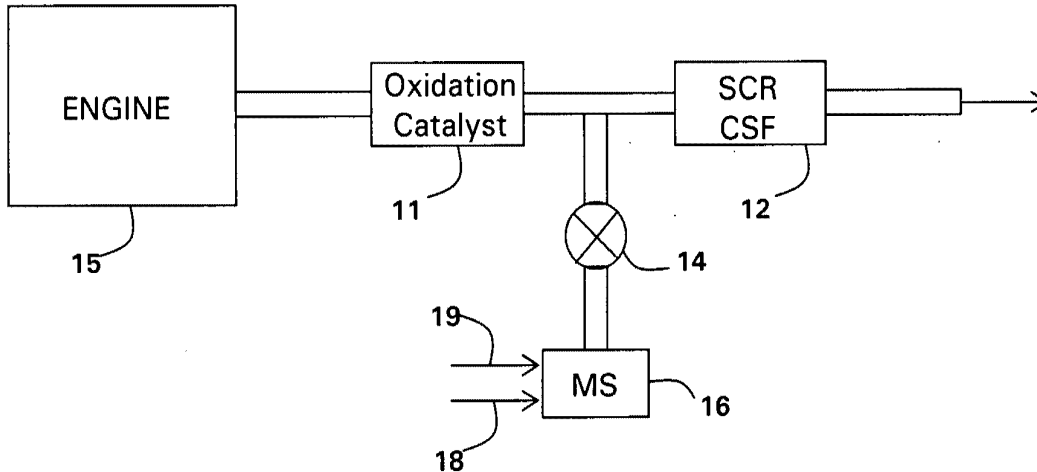 ENGINE
Oxidation
Catalyst
SCR
CSF
11
12
15
14
19
MS
16
18